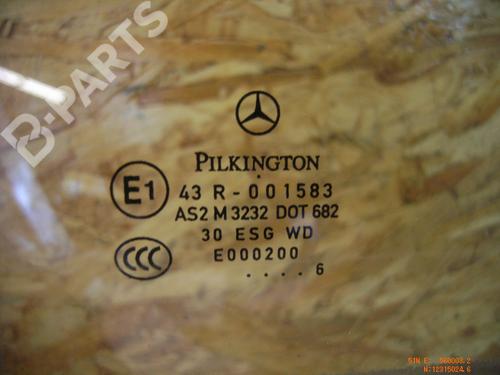 B-PARTS
PILKINGTON
E1
43 R - 001583
AS2 M 3232 DOT 682
30 ESG WD
CCC
E000200
. . . . 6